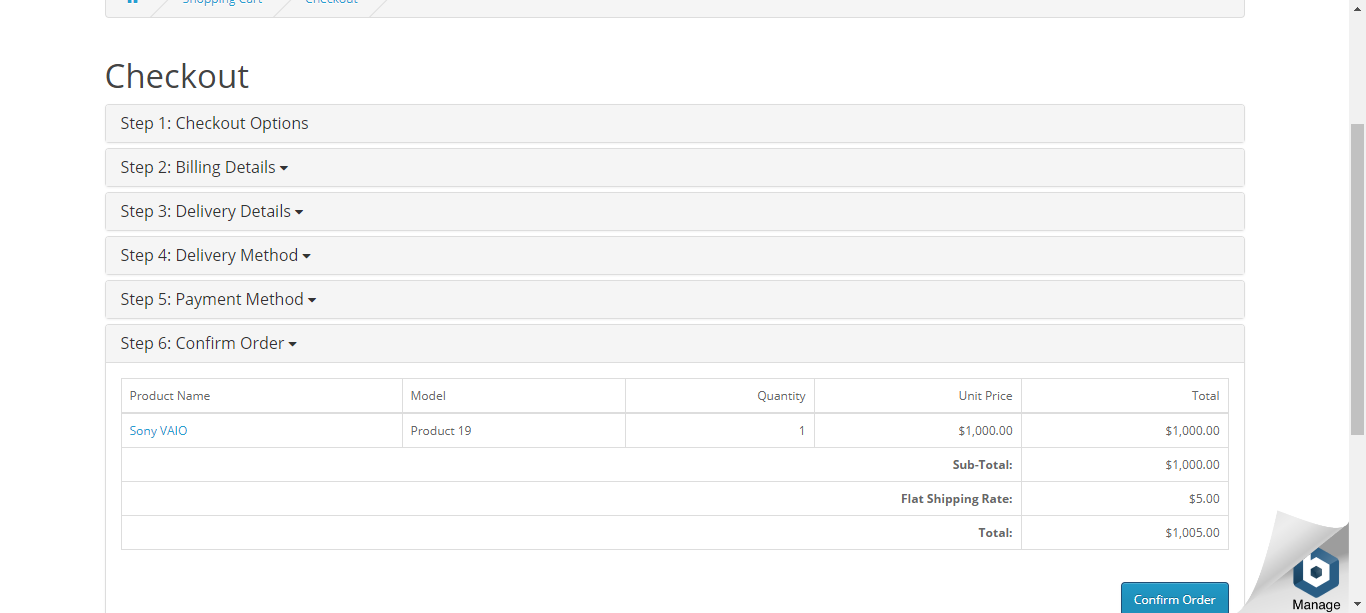 Shopping Cart Checkout
Checkout
Step 1: Checkout Options
Step 2: Billing Details
Step 3: Delivery Details
Step 4: Delivery Method
Step 5: Payment Method
Step 6: Confirm Order
Product Name Model Quantity Unit Price Total
Sony VAIO Product 19 1 $1,000.00 $1,000.00
Sub-Total: $1,000.00
Flat Shipping Rate: $5.00
Total: $1,005.00
Confirm Order
Manage